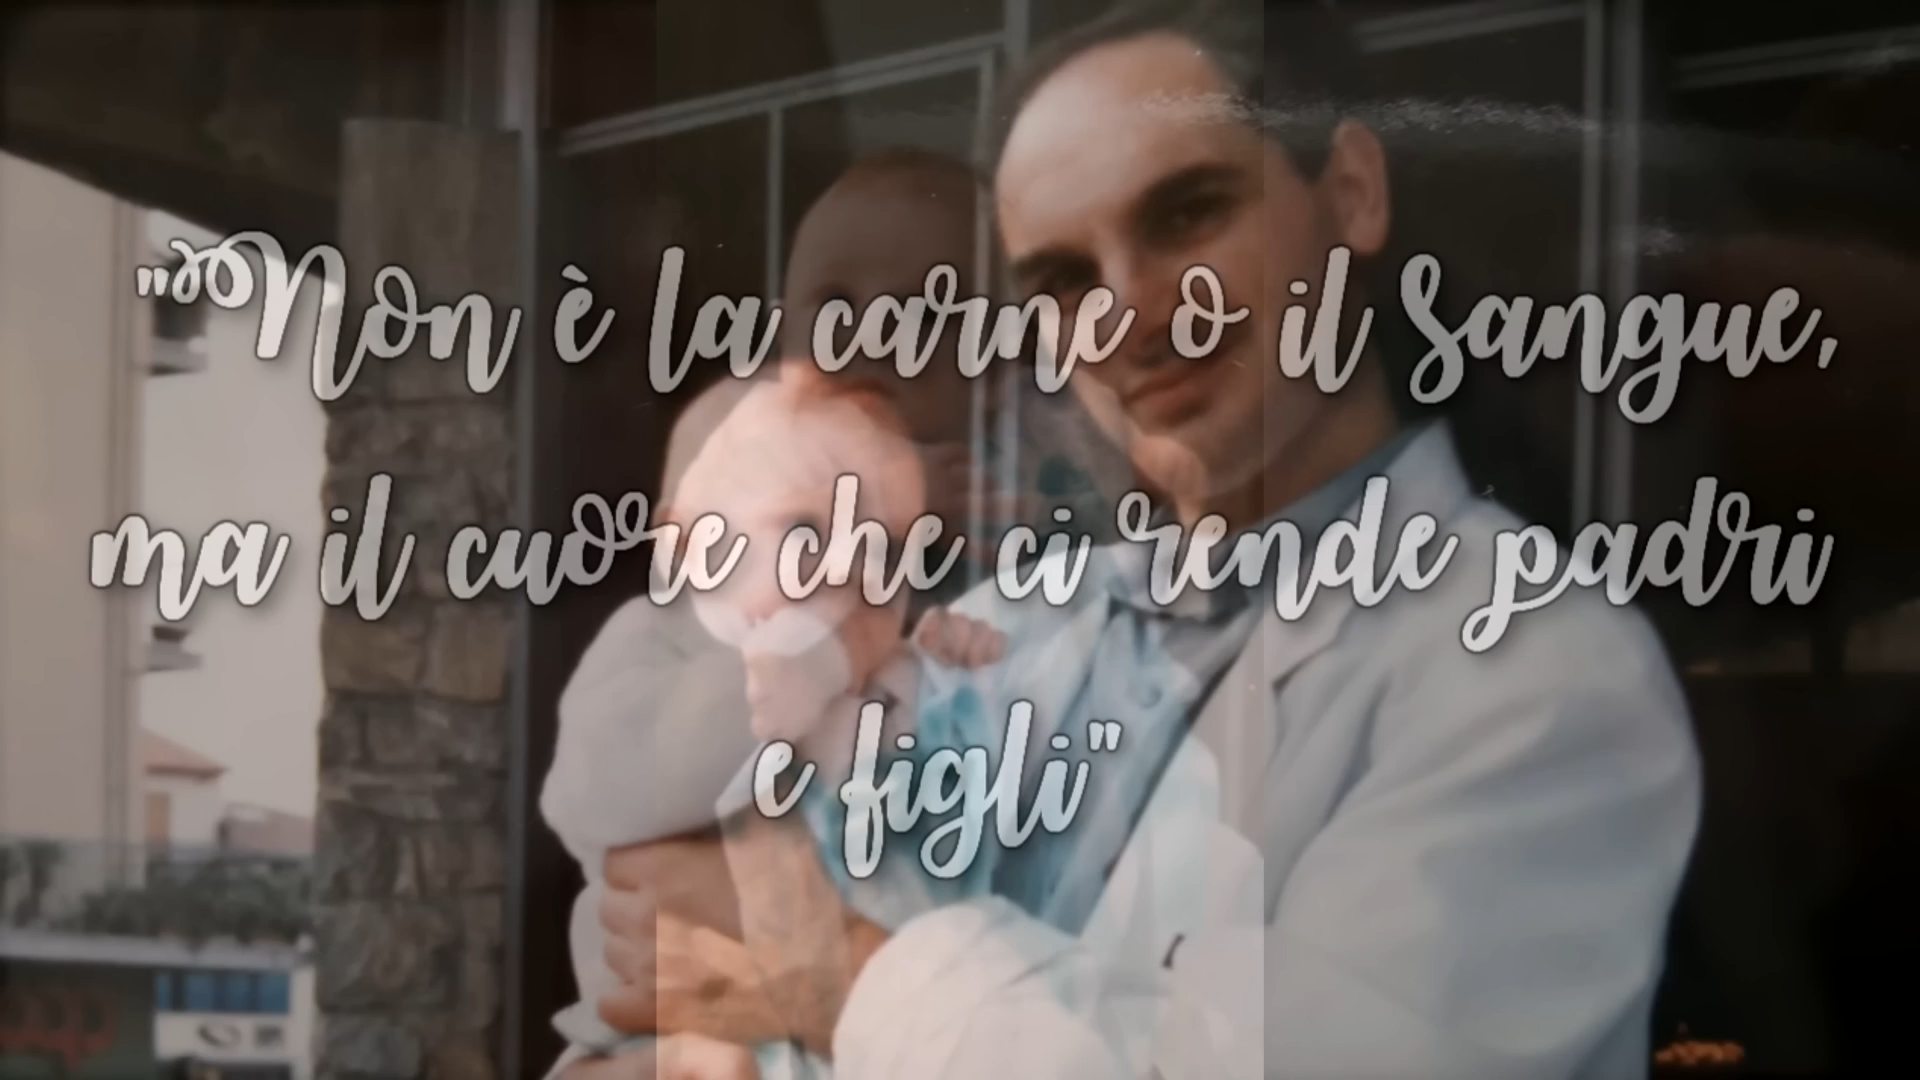 "Non è la carne o il Sangue,
ma il cuore che ci rende padri
e figli"